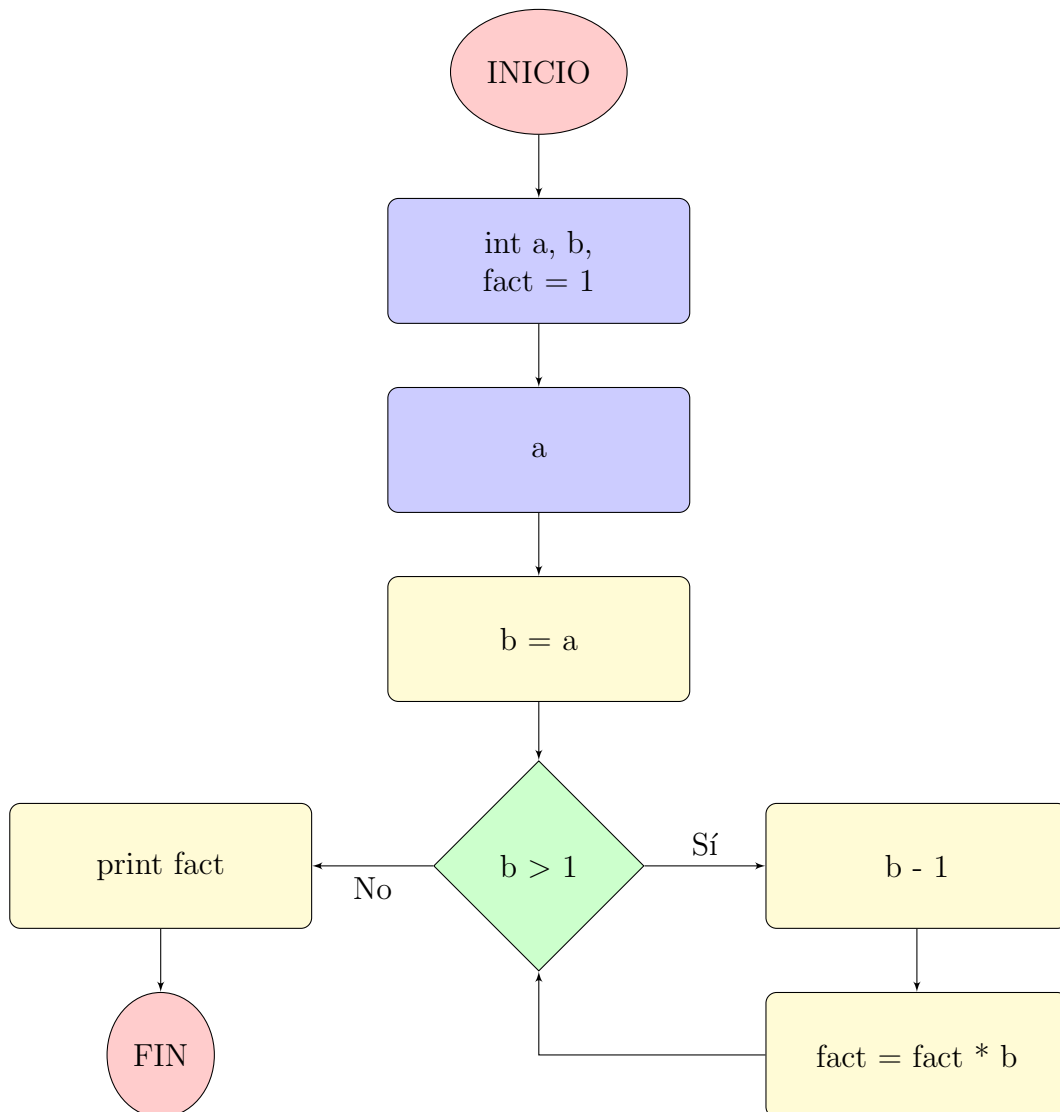 INICIO
int a, b,
fact = 1
a
b = a
b > 1
Sí
No
print fact
b - 1
FIN
fact = fact * b